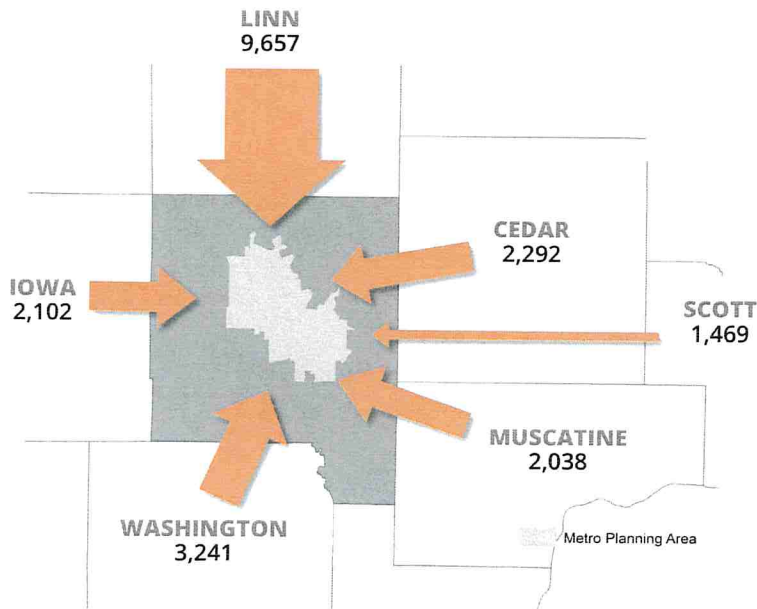 LINN
9,657
CEDAR
2,292
IOWA
2,102
SCOTT
1,469
MUSCATINE
2,038
WASHINGTON
3,241
Metro Planning Area